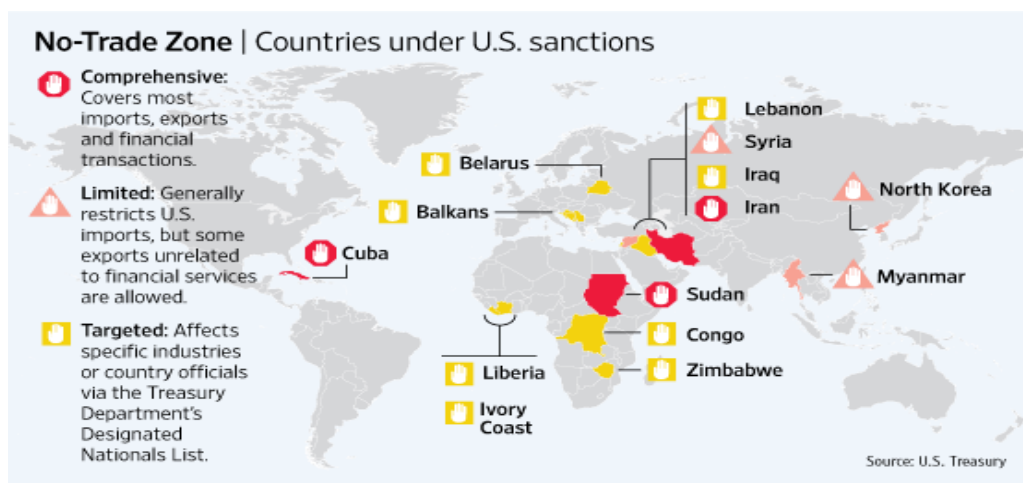 No-Trade Zone | Countries under U.S. sanctions
Comprehensive:
Covers most
imports, exports
and financial
transactions.
Limited: Generally
restricts U.S.
imports, but some
exports unrelated
to financial services
are allowed.
Targeted: Affects
specific industries
or country officials
via the Treasury
Department's
Designated
Nationals List.
Cuba
Belarus
Balkans
Lebanon
Syria
Iraq
Iran
North Korea
Myanmar
Sudan
Congo
Zimbabwe
Liberia
Ivory
Coast
Source: U.S. Treasury